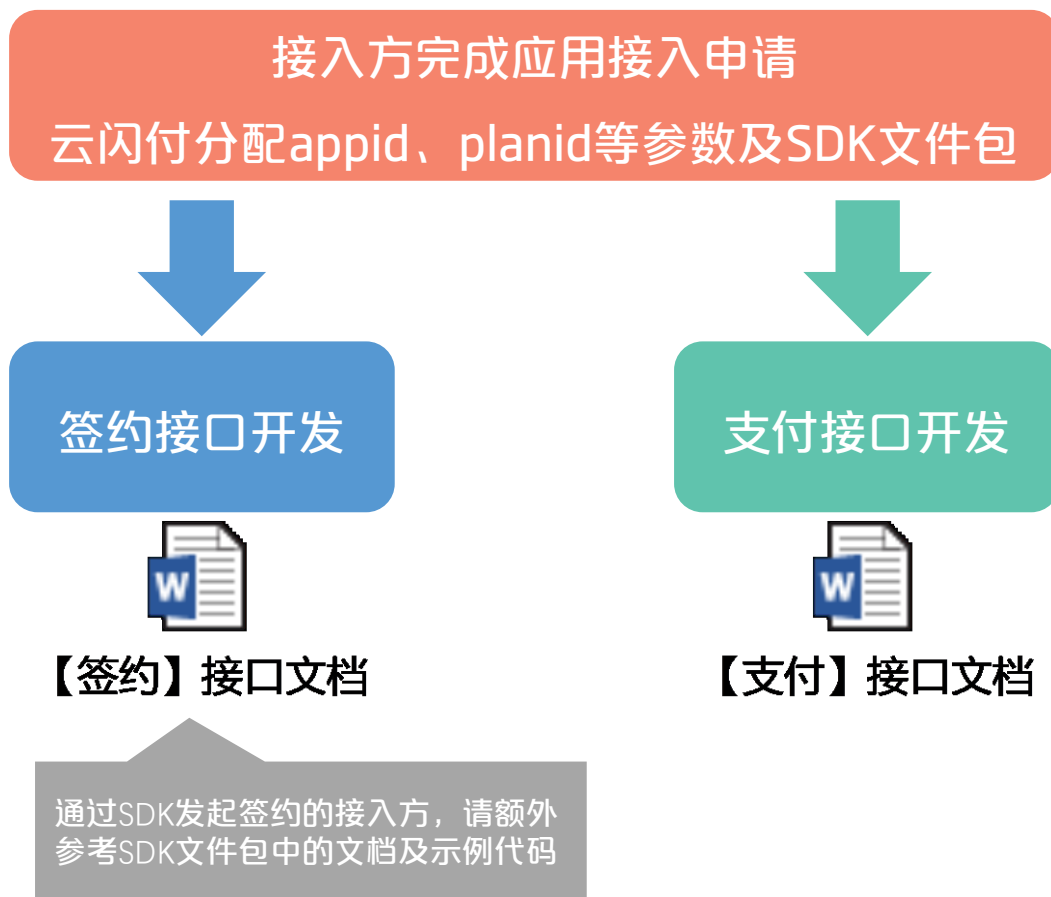 接入方完成应用接入申请
云闪付分配appid、planid等参数及SDK文件包
签约接口开发
支付接口开发
W
W
【签约】接口文档
【支付】接口文档
通过SDK发起签约的接入方，请额外
参考SDK文件包中的文档及示例代码